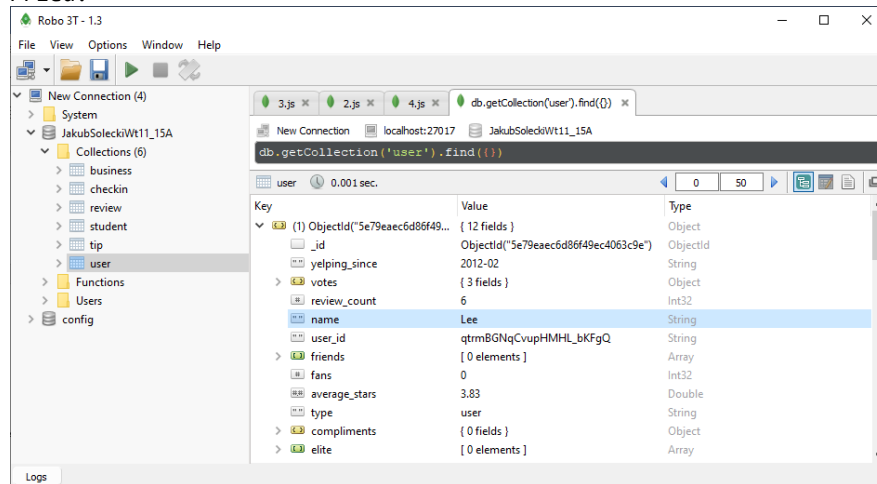 Robo 3T - 1.3
File View Options Window Help
New Connection (4)
System
JakubSoleckiWt11_15A
Collections (6)
business
checkin
review
student
tip
user
Functions
Users
config
3.js 2.js 4.js db.getCollection('user').find({})
New Connection localhost:27017 JakubSoleckiWt11_15A
db.getCollection('user').find({})
user 0.001 sec. 0 50
Key Value Type
(1) ObjectId("5e79eaec6d86f49... { 12 fields } Object
_id ObjectId("5e79eaec6d86f49ec4063c9e") ObjectId
yelping_since 2012-02 String
votes { 3 fields } Object
review_count 6 Int32
name Lee String
user_id qtrmBGNqCvupHMHL_bKFgQ String
friends [ 0 elements ] Array
fans 0 Int32
average_stars 3.83 Double
type user String
compliments { 0 fields } Object
elite [ 0 elements ] Array
Logs